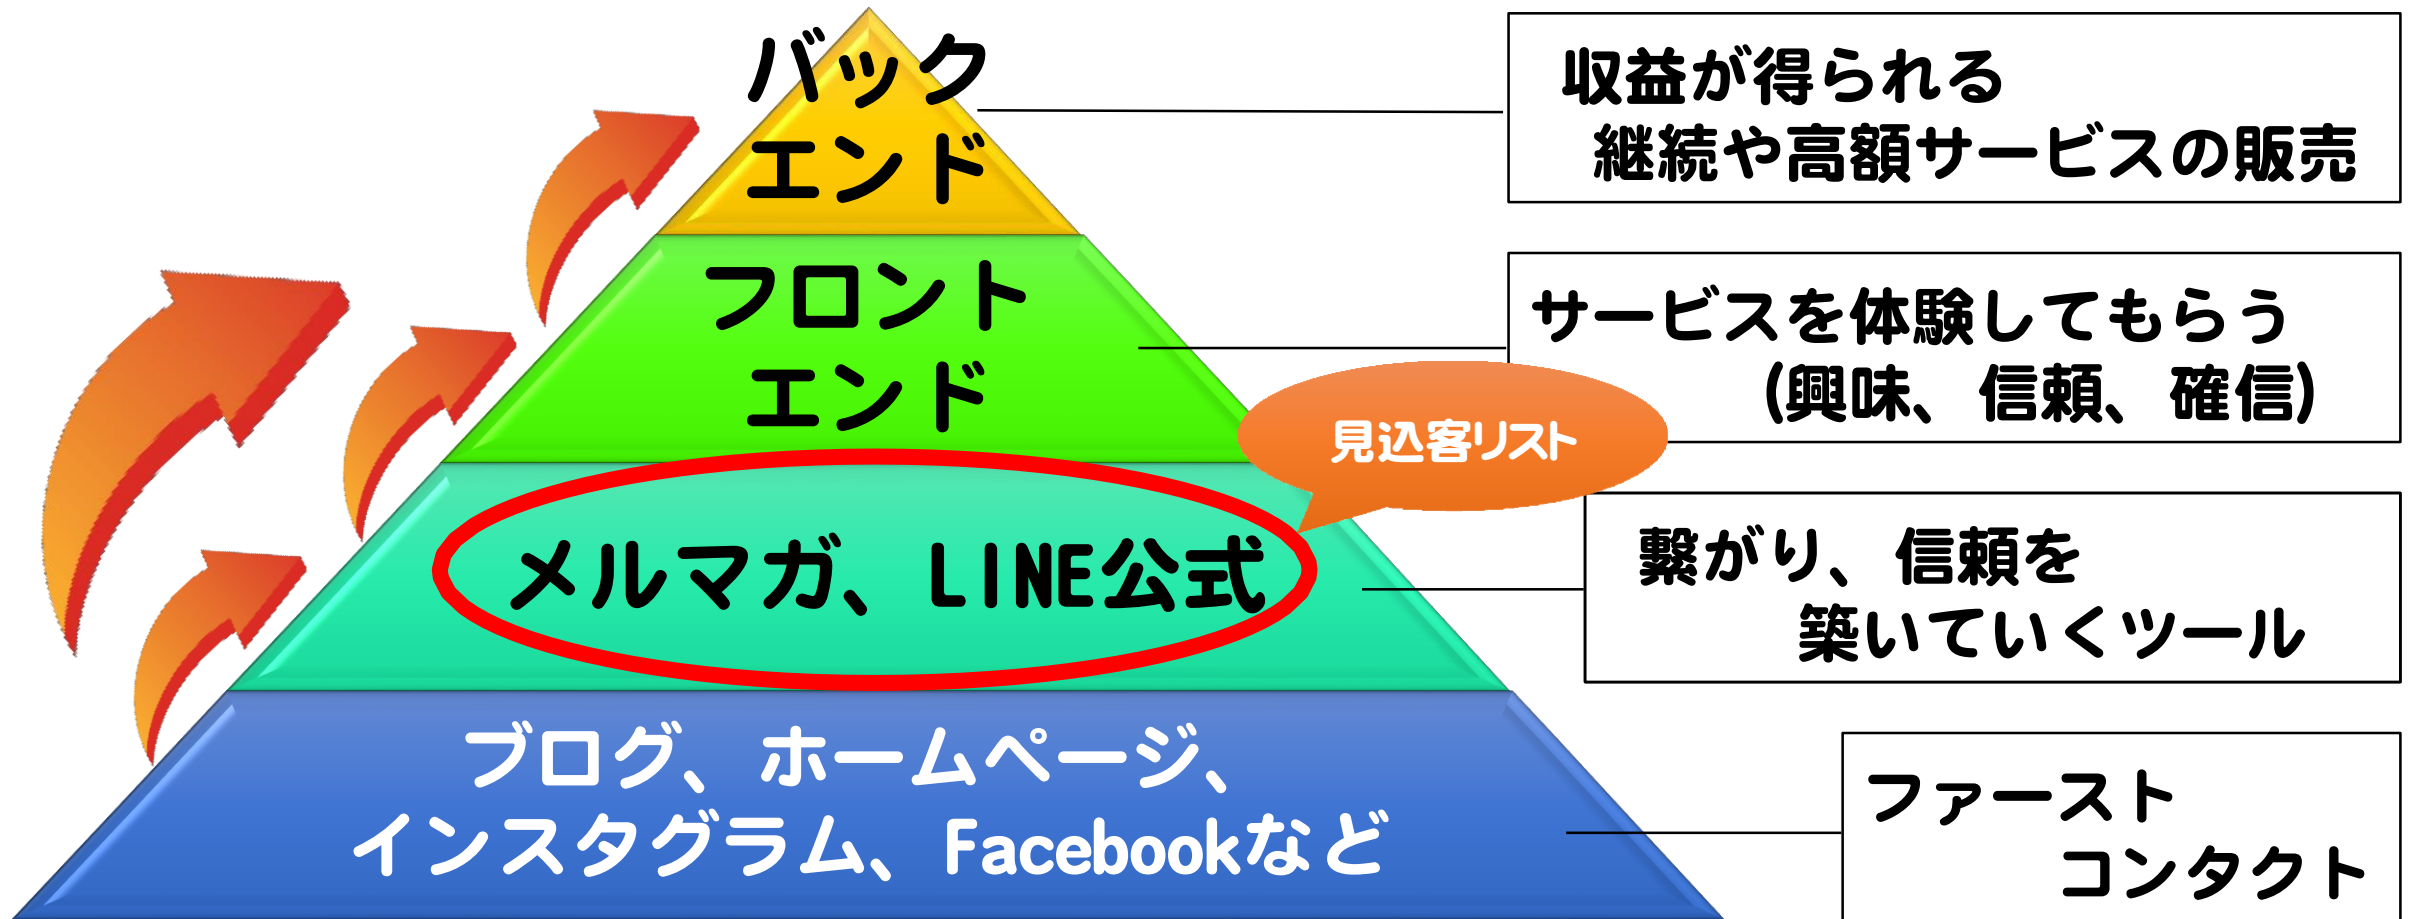 バック
エンド
収益が得られる
継続や高額サービスの販売
フロント
エンド
サービスを体験してもらう
(興味、信頼、確信)
見込客リスト
メルマガ、LINE公式
繋がり、信頼を
築いていくツール
ブログ、ホームページ、
インスタグラム、Facebookなど
ファースト
コンタクト